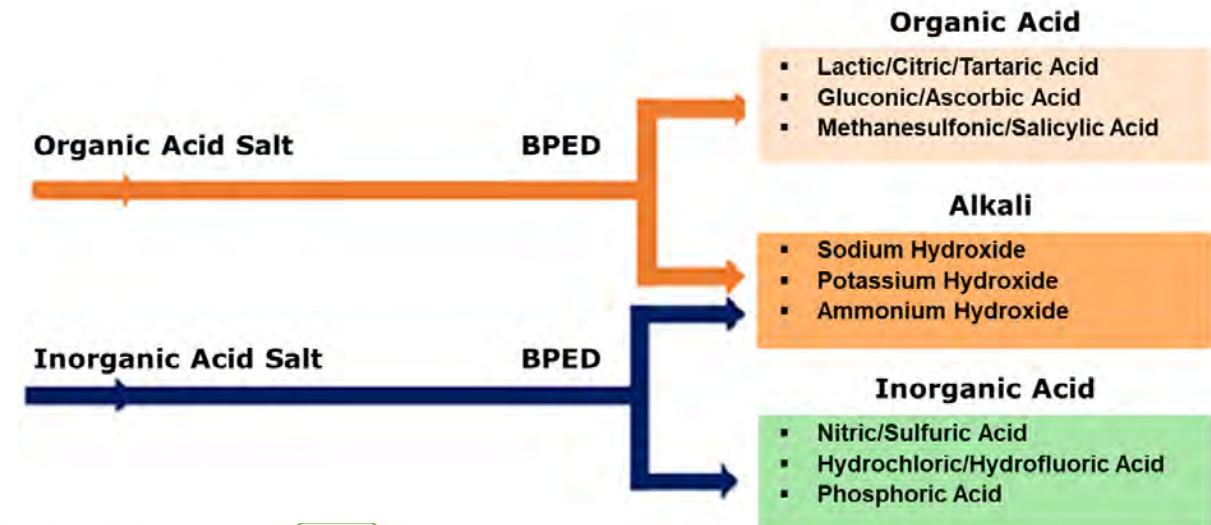 Organic Acid
▪ Lactic/Citric/Tartaric Acid
▪ Gluconic/Ascorbic Acid
▪ Methanesulfonic/Salicylic Acid
Organic Acid Salt
BPED
Alkali
▪ Sodium Hydroxide
▪ Potassium Hydroxide
▪ Ammonium Hydroxide
Inorganic Acid Salt
BPED
Inorganic Acid
▪ Nitric/Sulfuric Acid
▪ Hydrochloric/Hydrofluoric Acid
▪ Phosphoric Acid